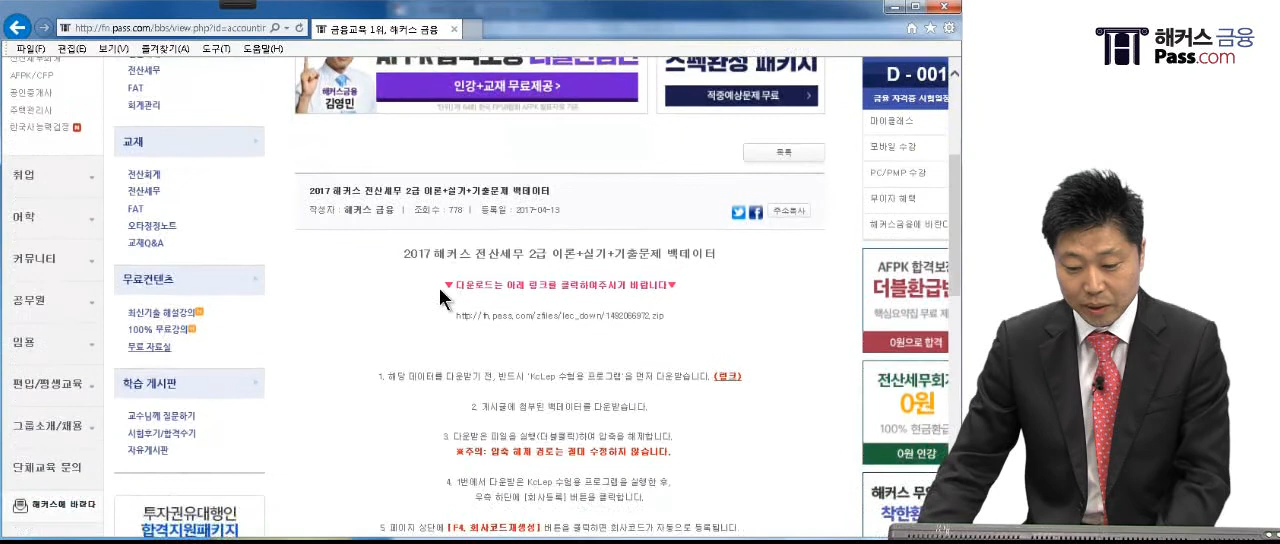 http://fn.pass.com/bbs/view.php?id=accountin
금융교육 1위, 해커스 금융
파일(F) 편집(E) 보기(V) 즐겨찾기(A) 도구(T) 도움말(H)
해커스 금융
Pass.com
AFPK/CFP
공인중개사
주택관리사
한국사능력검정
취업
어학
커뮤니티
공무원
임용
편입/평생교육
그룹소개/채용
단체교육 문의
해커스에 바란다
전산세무
FAT
회계관리
교재
전산회계
전산세무
FAT
오타정정노트
교재Q&A
무료컨텐츠
최신기출 해설강의
100% 무료강의
무료 자료실
학습 게시판
교수님께 질문하기
시험후기/합격수기
자유게시판
투자권유대행인
합격지원패키지
해커스금융
김영민
인강+교재 무료제공 >
스펙완성 패키지
적중예상문제 무료 >
목록
2017 해커스 전산세무 2급 이론+실기+기출문제 백데이터
작성자 : 해커스 금융 | 조회수 : 778 | 등록일 : 2017-04-13
주소복사
2017 해커스 전산세무 2급 이론+실기+기출문제 백데이터
▼다운로드는 아래 링크를 클릭하여주시기 바랍니다▼
http://fn.pass.com/zfiles/lec_down/1492066972.zip
1. 해당 데이터를 다운받기 전, 반드시 'KcLep 수험용 프로그램'을 먼저 다운받습니다. (링크)
2. 게시글에 첨부된 백데이터를 다운받습니다.
3. 다운받은 파일을 실행(더블클릭)하여 압축을 해제합니다.
※주의: 압축 해제 경로는 절대 수정하지 않습니다.
4. 1번에서 다운받은 KcLep 수험용 프로그램을 실행한 후,
우측 하단에 [회사등록] 버튼을 클릭합니다.
5. 페이지 상단에 [F4, 회사코드재생성] 버튼을 클릭하면 회사코드가 자동으로 등록됩니다.
D - 001
금융 자격증 시험일정
마이클래스
모바일 수강
PC/PMP 수강
무이자 혜택
해커스금융에 바란다
AFPK 합격보장
더블환급반
핵심요약집 무료 제
0원으로 합격
전산세무회계
0원
100% 현금환급
0원 인강
해커스 무
착한환